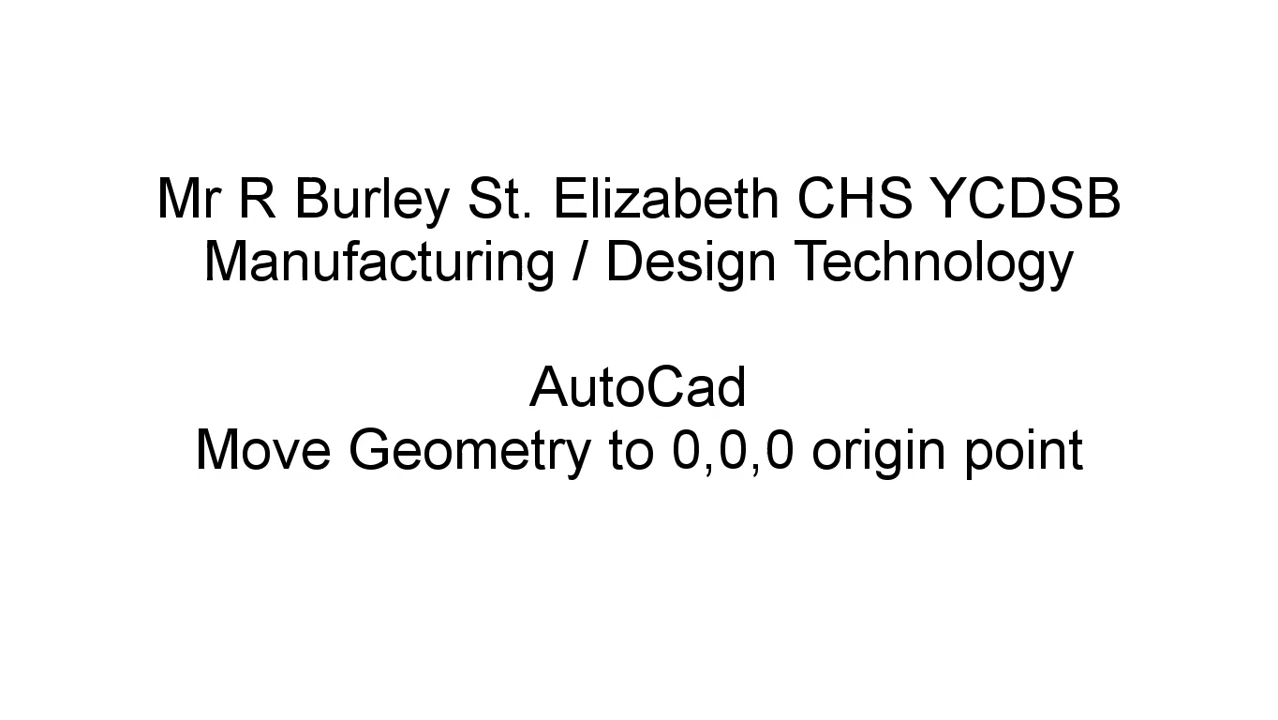 Mr R Burley St. Elizabeth CHS YCDSB
Manufacturing / Design Technology
AutoCad
Move Geometry to 0,0,0 origin point